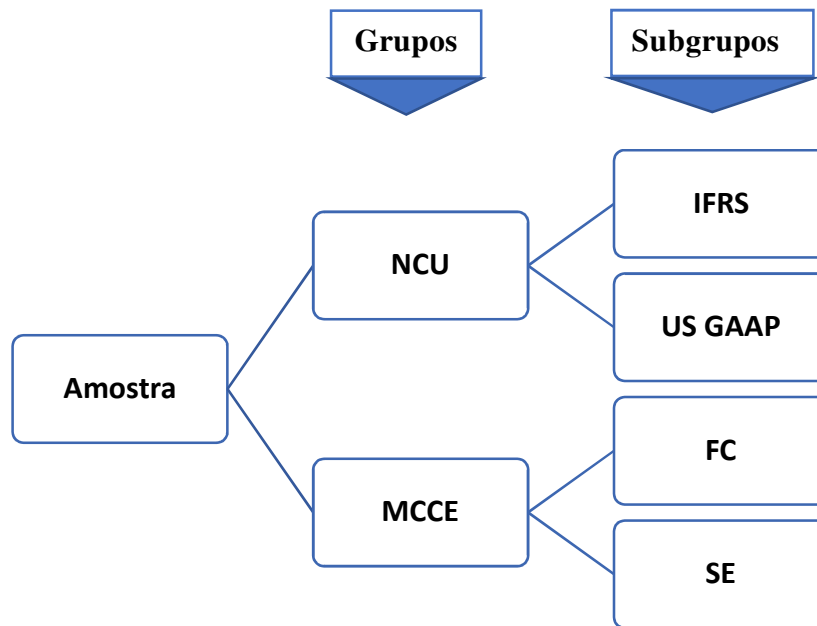 Grupos
Subgrupos
IFRS
NCU
US GAAP
Amostra
FC
MCCE
SE